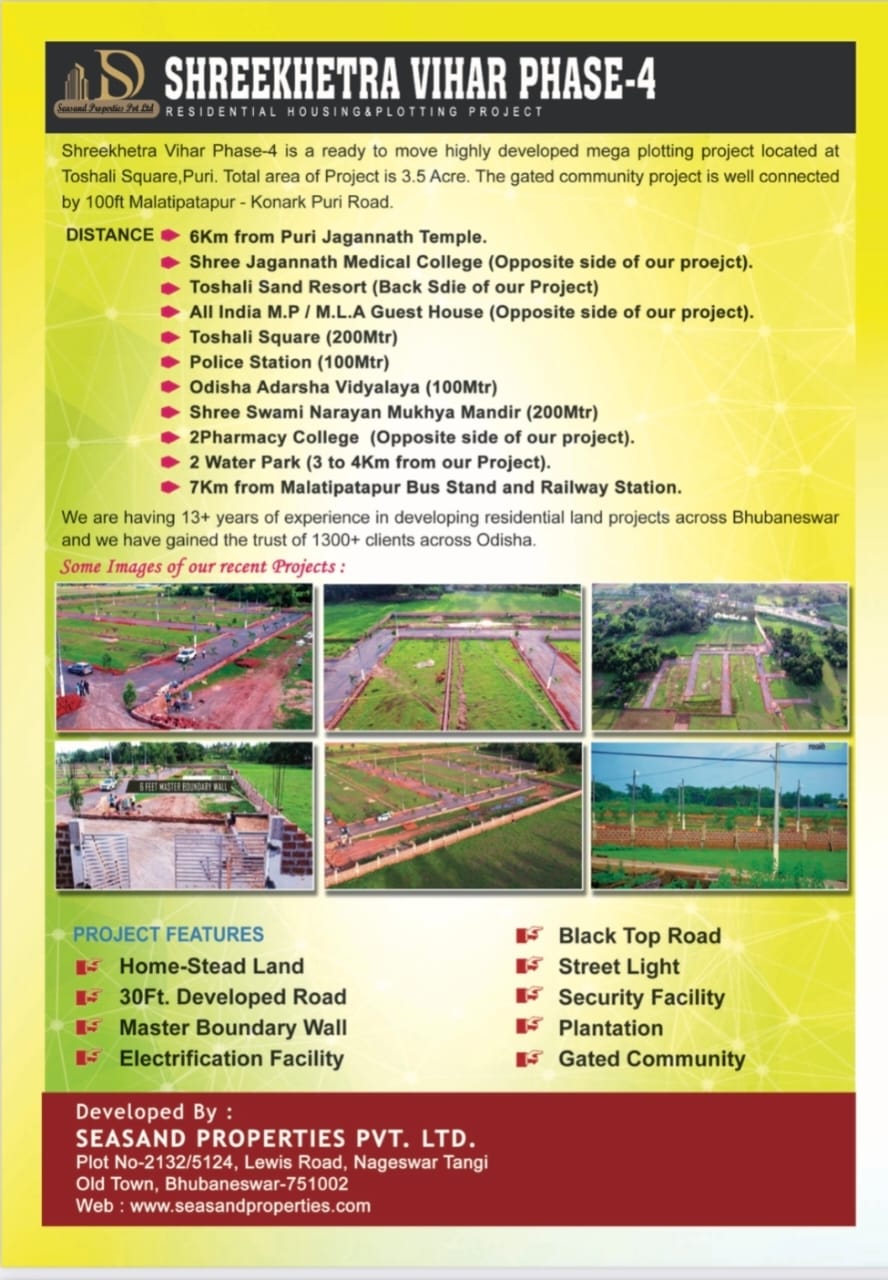 SD
Seasand Properties Pvt Ltd
SHREEKHETRA VIHAR PHASE-4
RESIDENTIAL HOUSING&PLOTTING PROJECT
Shreekhetra Vihar Phase-4 is a ready to move highly developed mega plotting project located at
Toshali Square,Puri. Total area of Project is 3.5 Acre. The gated community project is well connected
by 100ft Malatipatapur - Konark Puri Road.
DISTANCE 6Km from Puri Jagannath Temple.
Shree Jagannath Medical College (Opposite side of our proejct).
Toshali Sand Resort (Back Sdie of our Project)
All India M.P / M.L.A Guest House (Opposite side of our project).
Toshali Square (200Mtr)
Police Station (100Mtr)
Odisha Adarsha Vidyalaya (100Mtr)
Shree Swami Narayan Mukhya Mandir (200Mtr)
2Pharmacy College (Opposite side of our project).
2 Water Park (3 to 4Km from our Project).
7Km from Malatipatapur Bus Stand and Railway Station.
We are having 13+ years of experience in developing residential land projects across Bhubaneswar
and we have gained the trust of 1300+ clients across Odisha.
Some Images of our recent Projects :
6 FEET MASTER BOUNDARY WALL
PROJECT FEATURES
Home-Stead Land
30Ft. Developed Road
Master Boundary Wall
Electrification Facility
Black Top Road
Street Light
Security Facility
Plantation
Gated Community
Developed By :
SEASAND PROPERTIES PVT. LTD.
Plot No-2132/5124, Lewis Road, Nageswar Tangi
Old Town, Bhubaneswar-751002
Web : www.seasandproperties.com